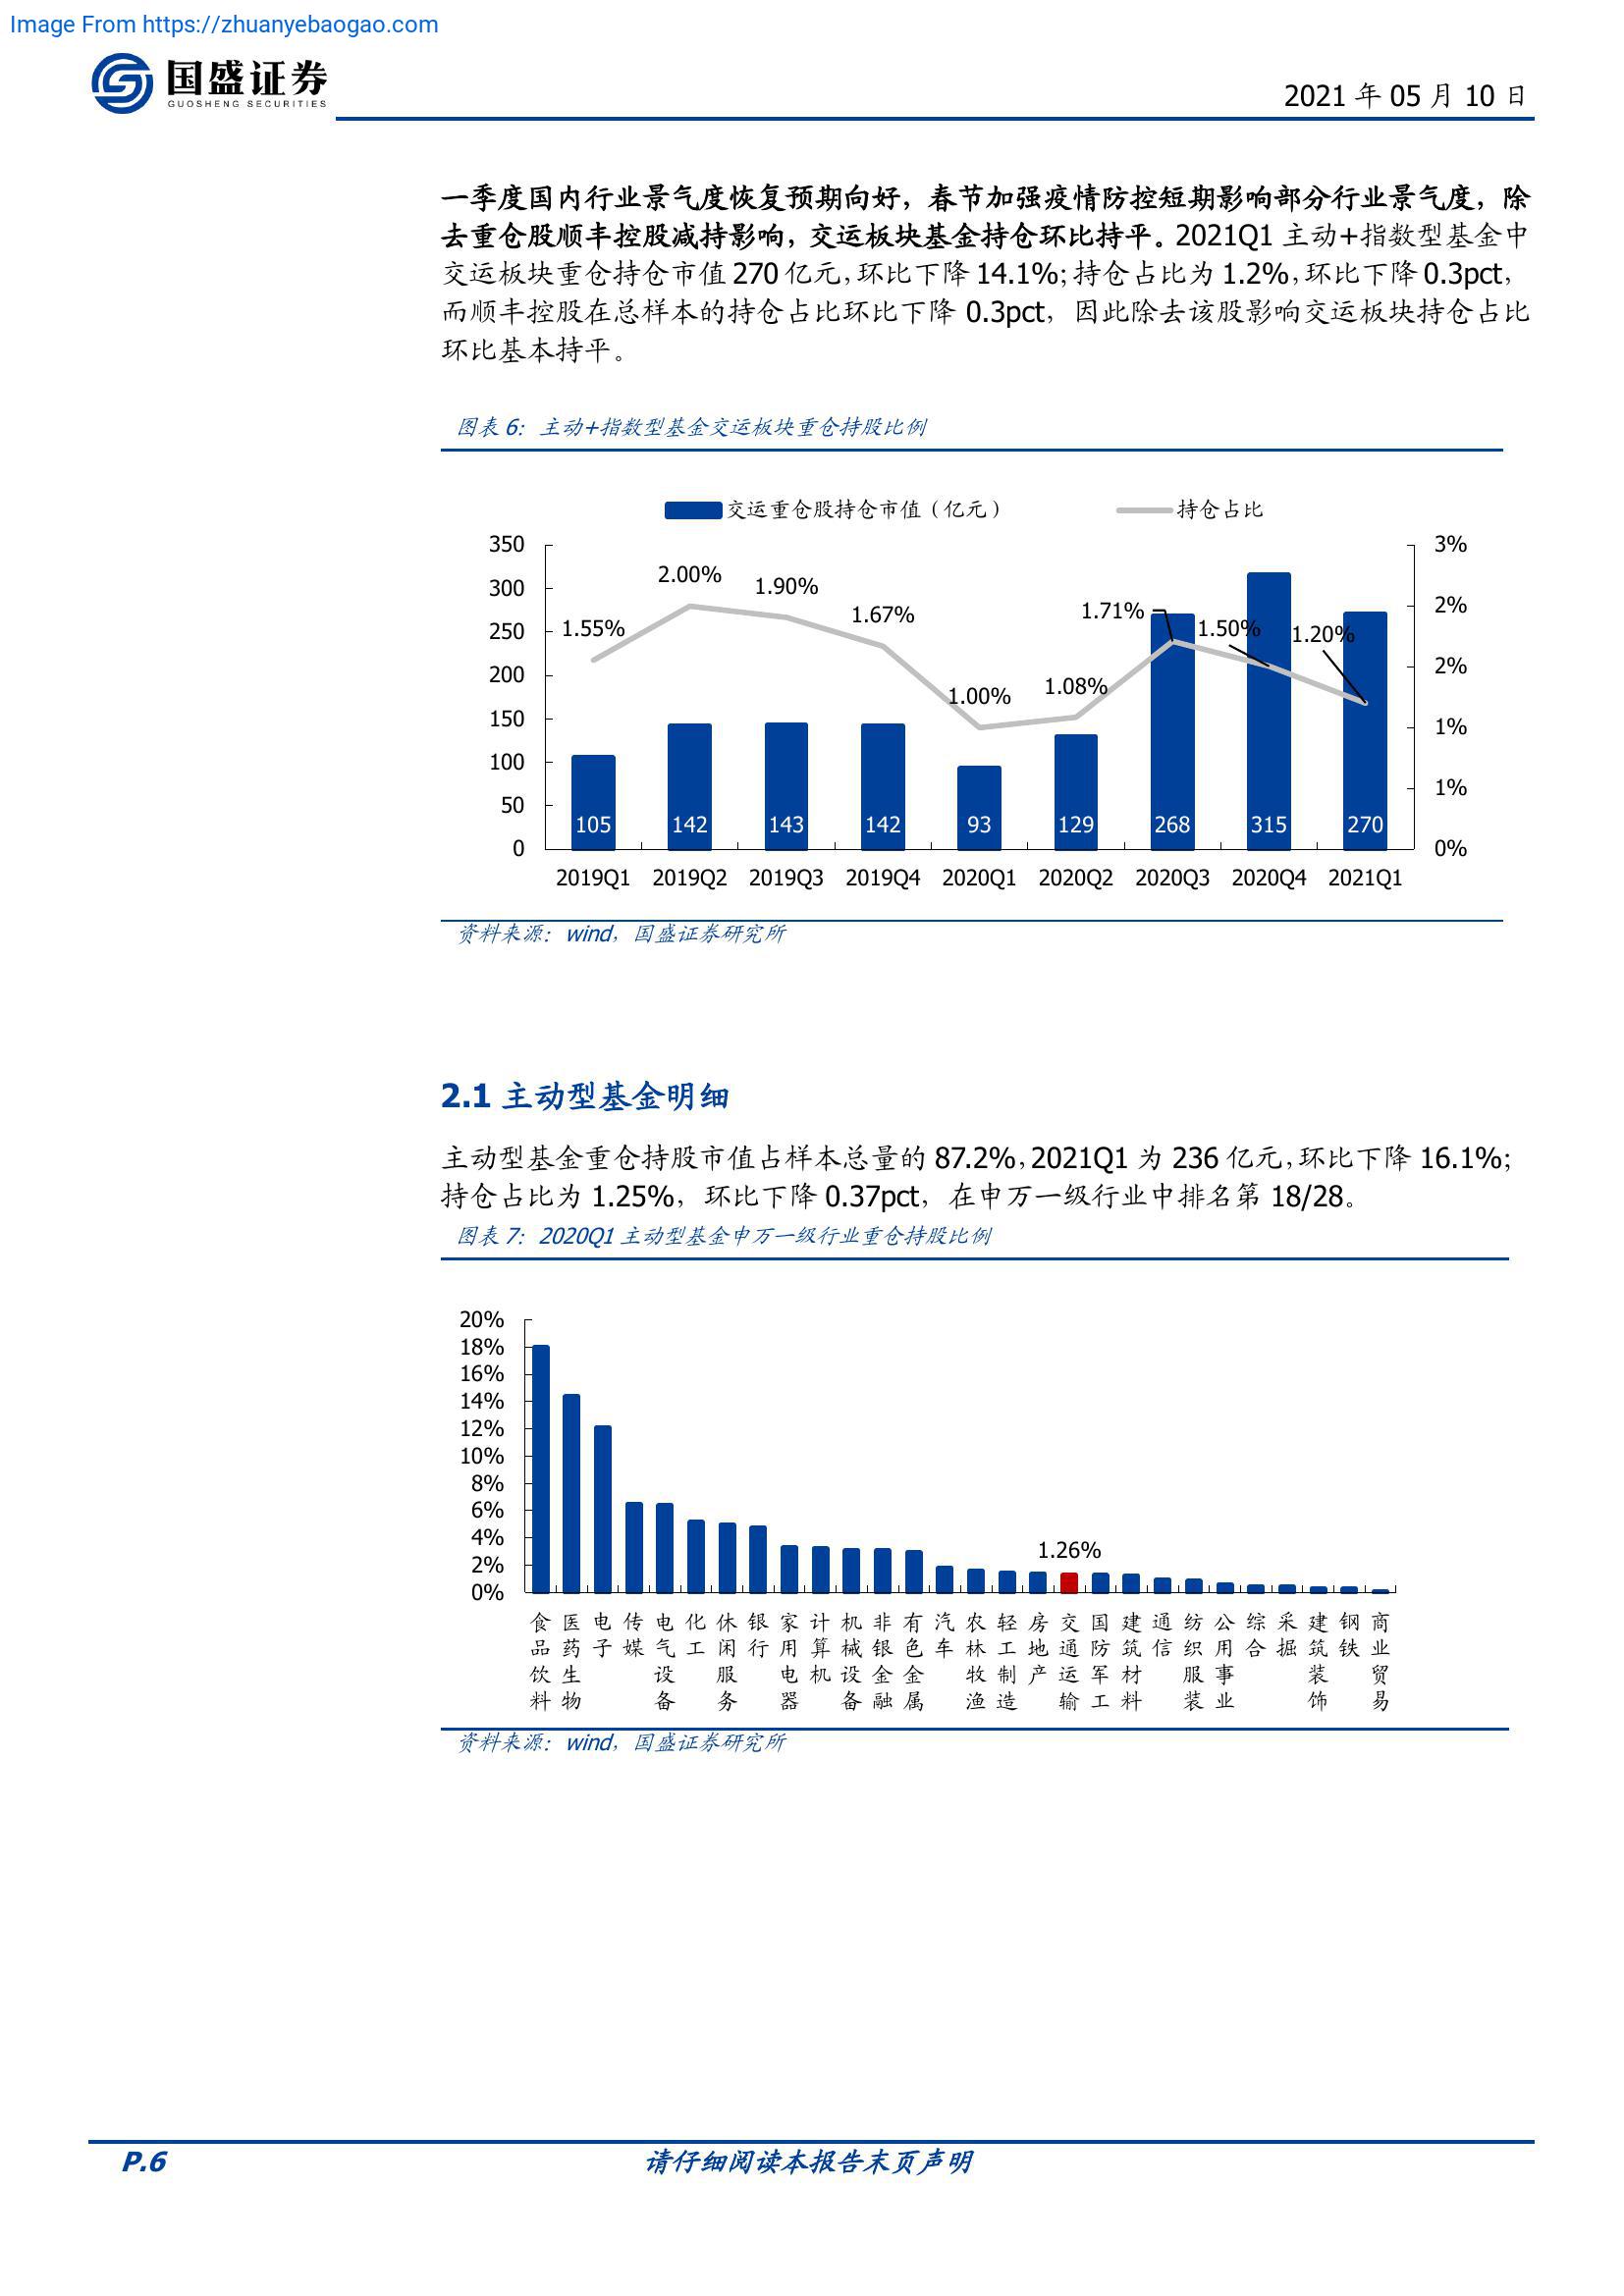 Image From https://zhuanyebaogao.com
国盛证券
GUOSHENG SECURITIES
2021 年 05 月 10 日
一季度国内行业景气度恢复预期向好，春节加强疫情防控短期影响部分行业景气度，除
去重仓股顺丰控股减持影响，交运板块基金持仓环比持平。2021Q1 主动+指数型基金中
交运板块重仓持仓市值 270 亿元，环比下降 14.1%；持仓占比为 1.2%，环比下降 0.3pct，
而顺丰控股在总样本的持仓占比环比下降 0.3pct，因此除去该股影响交运板块持仓占比
环比基本持平。
图表 6：主动+指数型基金交运板块重仓持股比例
交运重仓股持仓市值（亿元）
持仓占比
350
300
250
200
150
100
50
0
3%
2%
2%
1%
1%
0%
1.55%
2.00%
1.90%
1.67%
1.00%
1.08%
1.71%
1.50%
1.20%
105
142
143
142
93
129
268
315
270
2019Q1
2019Q2
2019Q3
2019Q4
2020Q1
2020Q2
2020Q3
2020Q4
2021Q1
资料来源：wind，国盛证券研究所
2.1 主动型基金明细
主动型基金重仓持股市值占样本总量的 87.2%，2021Q1 为 236 亿元，环比下降 16.1%；
持仓占比为 1.25%，环比下降 0.37pct，在申万一级行业中排名第 18/28。
图表 7：2020Q1 主动型基金申万一级行业重仓持股比例
20%
18%
16%
14%
12%
10%
8%
6%
4%
2%
0%
1.26%
食品饮料
医药生物
电子
传媒
电气设备
化工
休闲服务
银行
家用电器
计算机
机械设备
非银金融
有色金属
汽车
农林牧渔
轻工制造
房地产
交通运输
国防军工
建筑材料
通信
纺织服装
公用事业
综合
采掘
建筑装饰
钢铁
商业贸易
资料来源：wind，国盛证券研究所
P.6
请仔细阅读本报告末页声明